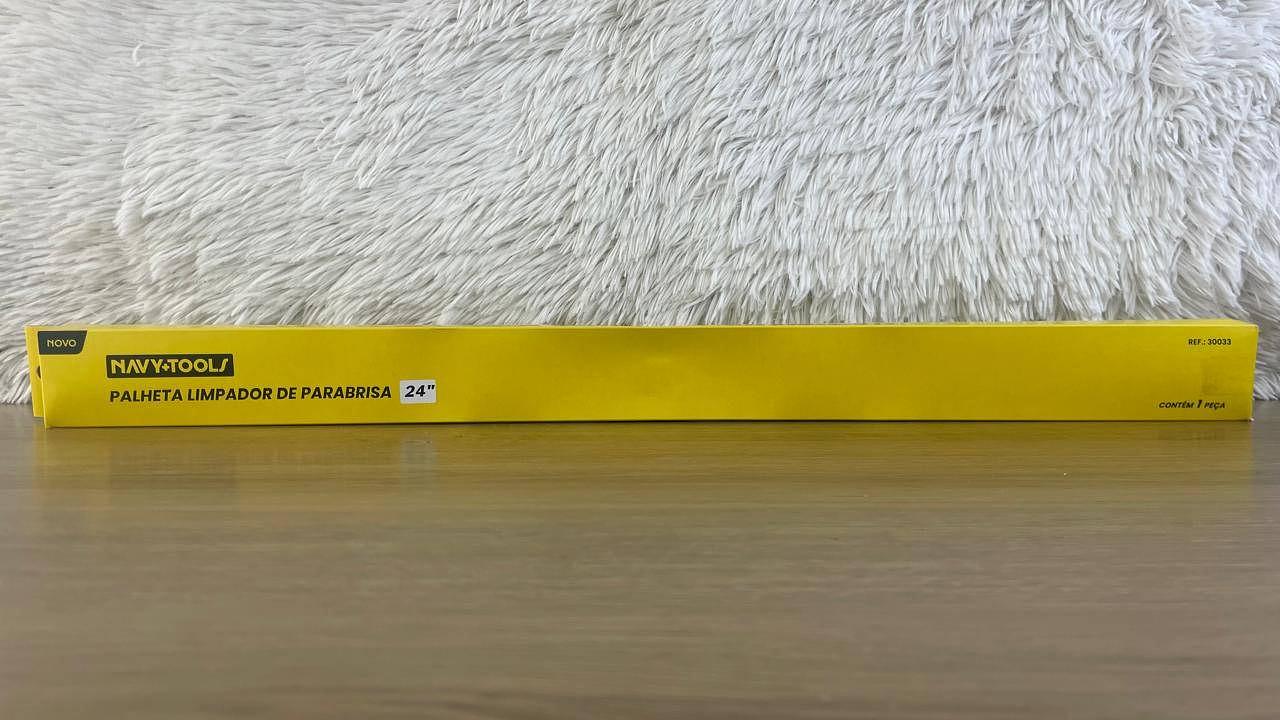 NOVO
NAVY+TOOLS
PALHETA LIMPADOR DE PARABRISA 24"
REF.: 30033
CONTÉM 1 PEÇA